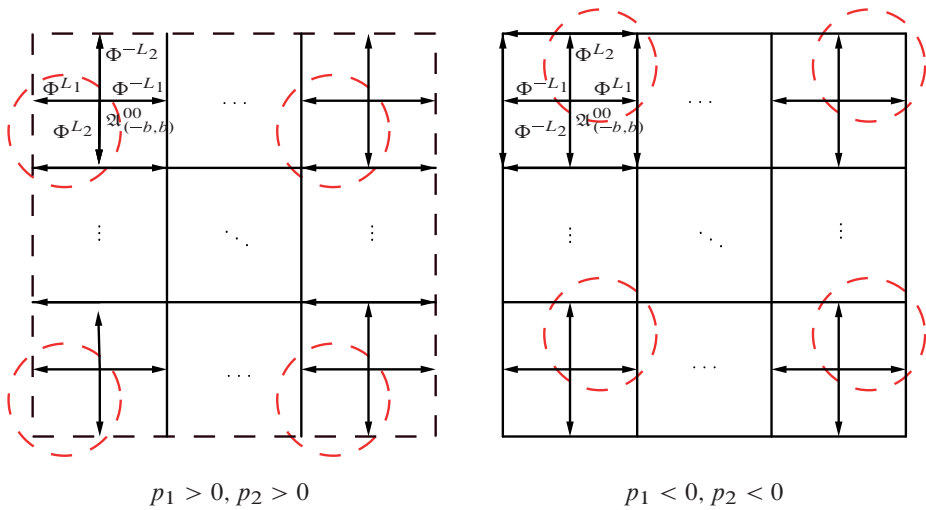 Φ^{-L_2}
Φ^{L_1} Φ^{-L_1} ...
Φ^{L_2} 𝔄^{00}_{(-b,b)}
⋮ ⋱ ⋮
...
p_1 > 0, p_2 > 0
Φ^{L_2}
Φ^{-L_1} Φ^{L_1} ...
Φ^{-L_2} 𝔄^{00}_{(-b,b)}
⋮ ⋱ ⋮
...
p_1 < 0, p_2 < 0